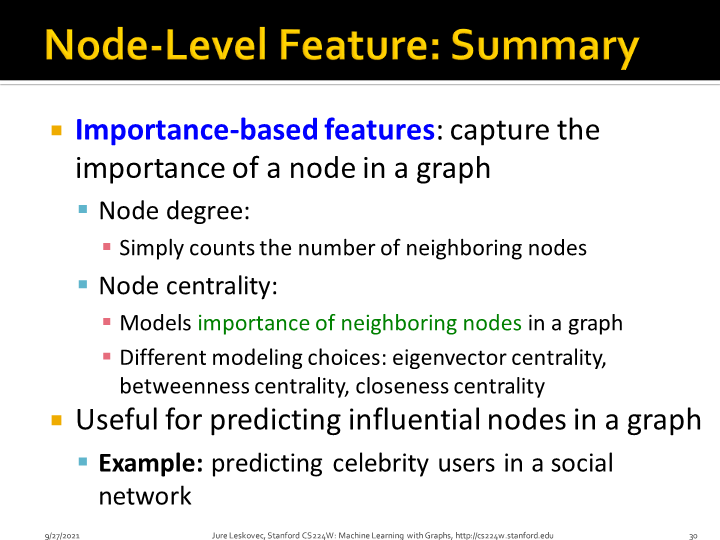 Node-Level Feature: Summary
Importance-based features: capture the
importance of a node in a graph
Node degree:
Simply counts the number of neighboring nodes
Node centrality:
Models importance of neighboring nodes in a graph
Different modeling choices: eigenvector centrality,
betweenness centrality, closeness centrality
Useful for predicting influential nodes in a graph
Example: predicting celebrity users in a social
network
9/27/2021 Jure Leskovec, Stanford CS224W: Machine Learning with Graphs, http://cs224w.stanford.edu 30